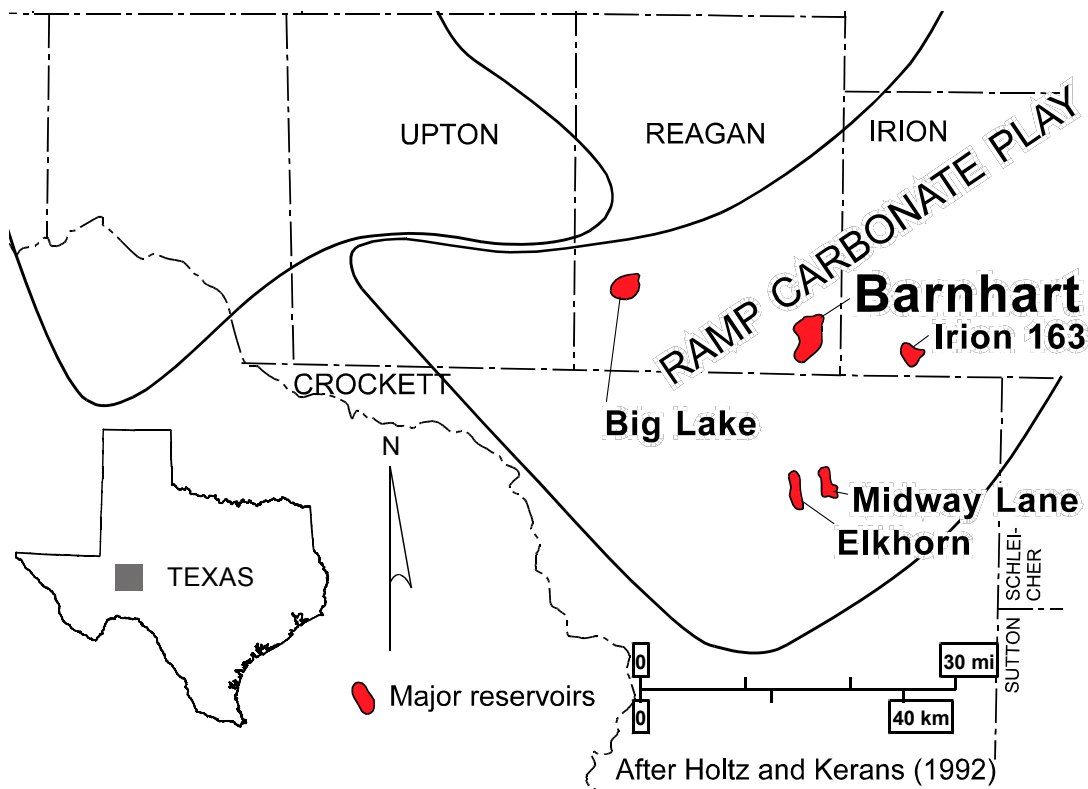 UPTON
REAGAN
IRION
RAMP CARBONATE PLAY
Barnhart
Irion 163
CROCKETT
Big Lake
N
Midway Lane
Elkhorn
TEXAS
SCHLEI-
CHER
SUTTON
Major reservoirs
0
30 mi
0
40 km
After Holtz and Kerans (1992)